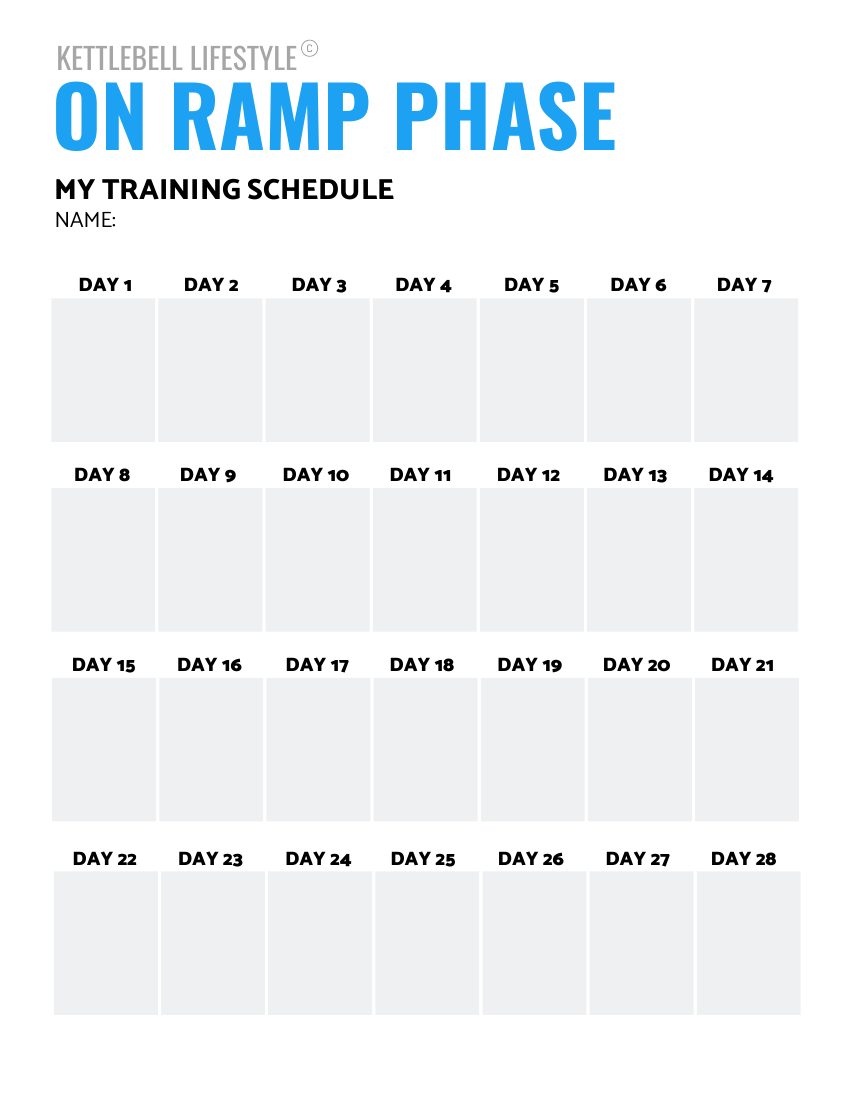 KETTLEBELL LIFESTYLE©
ON RAMP PHASE
MY TRAINING SCHEDULE
NAME:
DAY 1 DAY 2 DAY 3 DAY 4 DAY 5 DAY 6 DAY 7
DAY 8 DAY 9 DAY 10 DAY 11 DAY 12 DAY 13 DAY 14
DAY 15 DAY 16 DAY 17 DAY 18 DAY 19 DAY 20 DAY 21
DAY 22 DAY 23 DAY 24 DAY 25 DAY 26 DAY 27 DAY 28